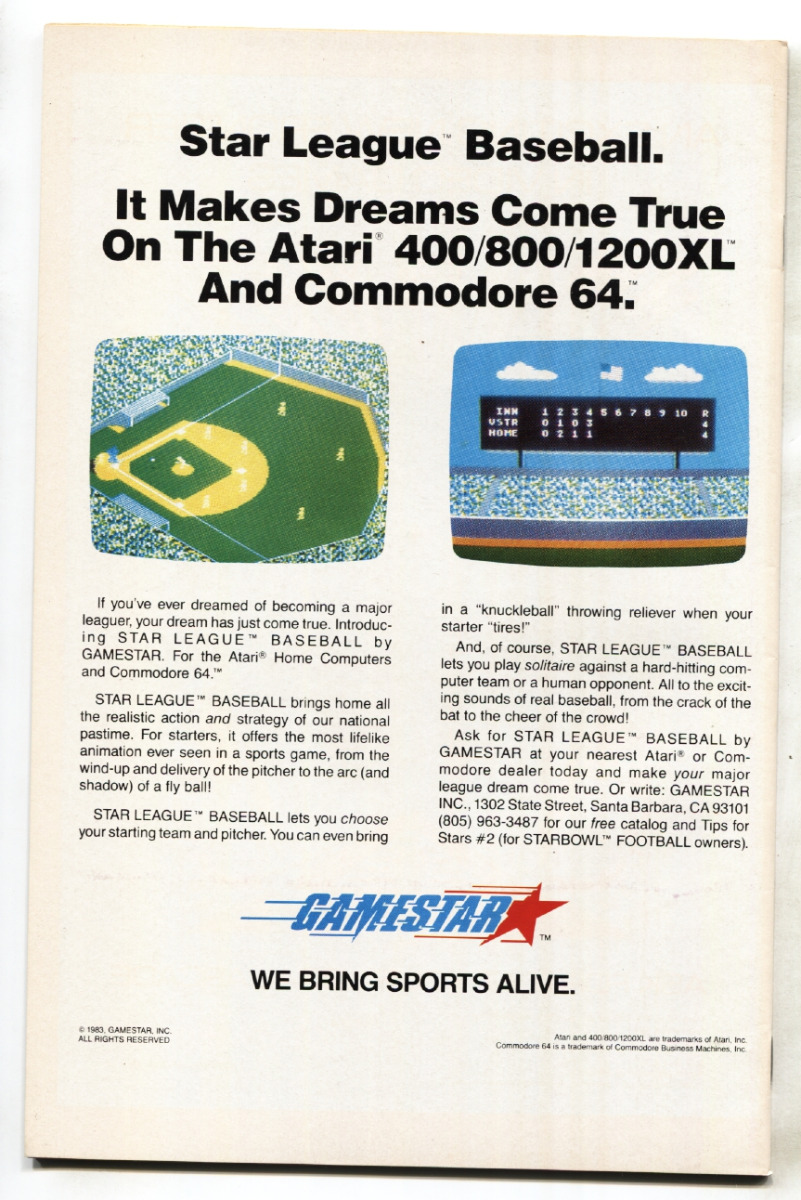 Star League™ Baseball.
It Makes Dreams Come True
On The Atari® 400/800/1200XL™
And Commodore 64.™
INN 1 2 3 4 5 6 7 8 9 10 R
VSTR 0 1 0 3 4
HOME 0 2 1 1 4
If you've ever dreamed of becoming a major
leaguer, your dream has just come true. Introduc-
ing STAR LEAGUE™ BASEBALL by
GAMESTAR. For the Atari® Home Computers
and Commodore 64.™
STAR LEAGUE™ BASEBALL brings home all
the realistic action and strategy of our national
pastime. For starters, it offers the most lifelike
animation ever seen in a sports game, from the
wind-up and delivery of the pitcher to the arc (and
shadow) of a fly ball!
STAR LEAGUE™ BASEBALL lets you choose
your starting team and pitcher. You can even bring
in a "knuckleball" throwing reliever when your
starter "tires!"
And, of course, STAR LEAGUE™ BASEBALL
lets you play solitaire against a hard-hitting com-
puter team or a human opponent. All to the excit-
ing sounds of real baseball, from the crack of the
bat to the cheer of the crowd!
Ask for STAR LEAGUE™ BASEBALL by
GAMESTAR at your nearest Atari® or Com-
modore dealer today and make your major
league dream come true. Or write: GAMESTAR
INC., 1302 State Street, Santa Barbara, CA 93101
(805) 963-3487 for our free catalog and Tips for
Stars #2 (for STARBOWL™ FOOTBALL owners).
GAMESTAR™
WE BRING SPORTS ALIVE.
© 1983, GAMESTAR, INC.
ALL RIGHTS RESERVED
Atari and 400/800/1200XL are trademarks of Atari, Inc.
Commodore 64 is a trademark of Commodore Business Machines, Inc.